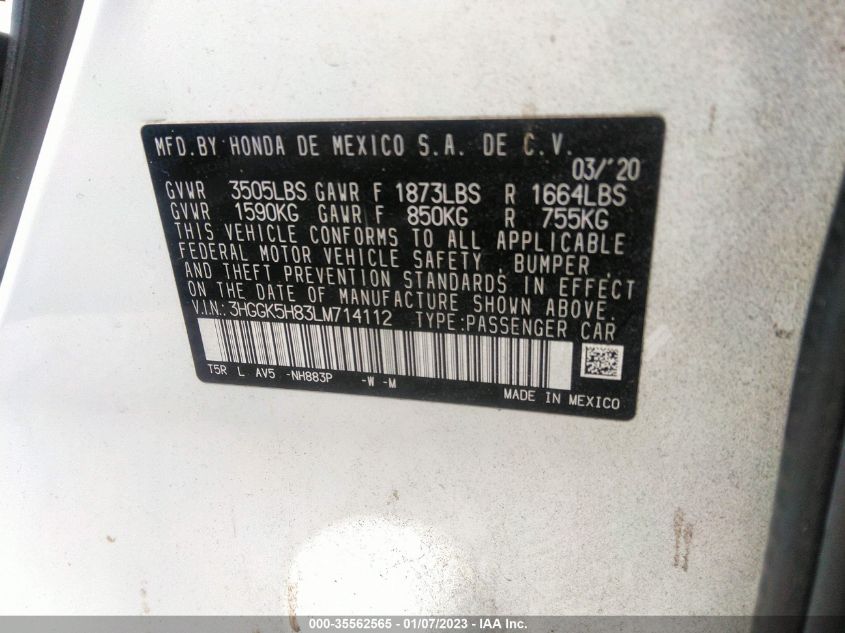 MFD. BY HONDA DE MEXICO S.A. DE C.V.
03/'20
GVWR 3505LBS GAWR F 1873LBS R 1664LBS
GVWR 1590KG GAWR F 850KG R 755KG
THIS VEHICLE CONFORMS TO ALL APPLICABLE
FEDERAL MOTOR VEHICLE SAFETY, BUMPER,
AND THEFT PREVENTION STANDARDS IN EFFECT
ON THE DATE OF MANUFACTURE SHOWN ABOVE.
V.I.N.: 3HGGK5H83LM714112 TYPE: PASSENGER CAR
T5R L AV5 -NH883P -W -M
MADE IN MEXICO
000-35562565 - 01/07/2023 - IAA Inc.